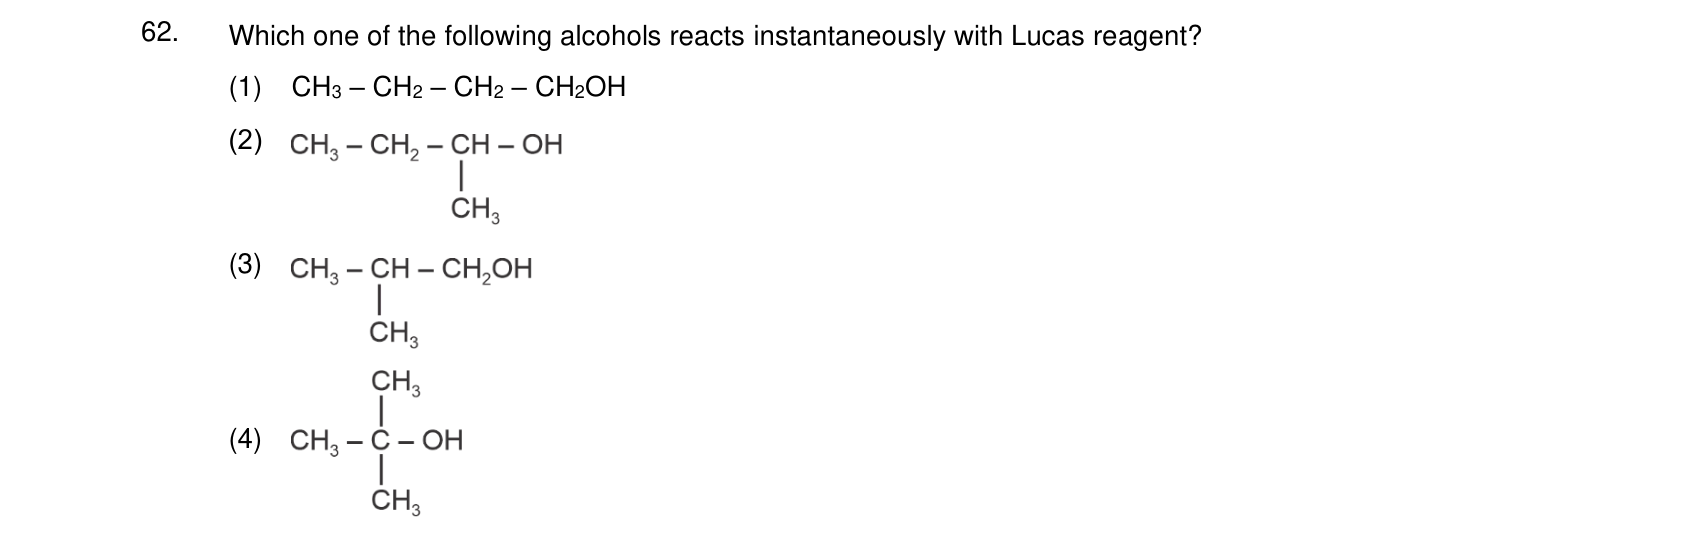 62. Which one of the following alcohols reacts instantaneously with Lucas reagent?
(1) CH₃ – CH₂ – CH₂ – CH₂OH
(2) CH₃ – CH₂ – CH – OH
|
CH₃
(3) CH₃ – CH – CH₂OH
|
CH₃
CH₃
|
(4) CH₃ – C – OH
|
CH₃